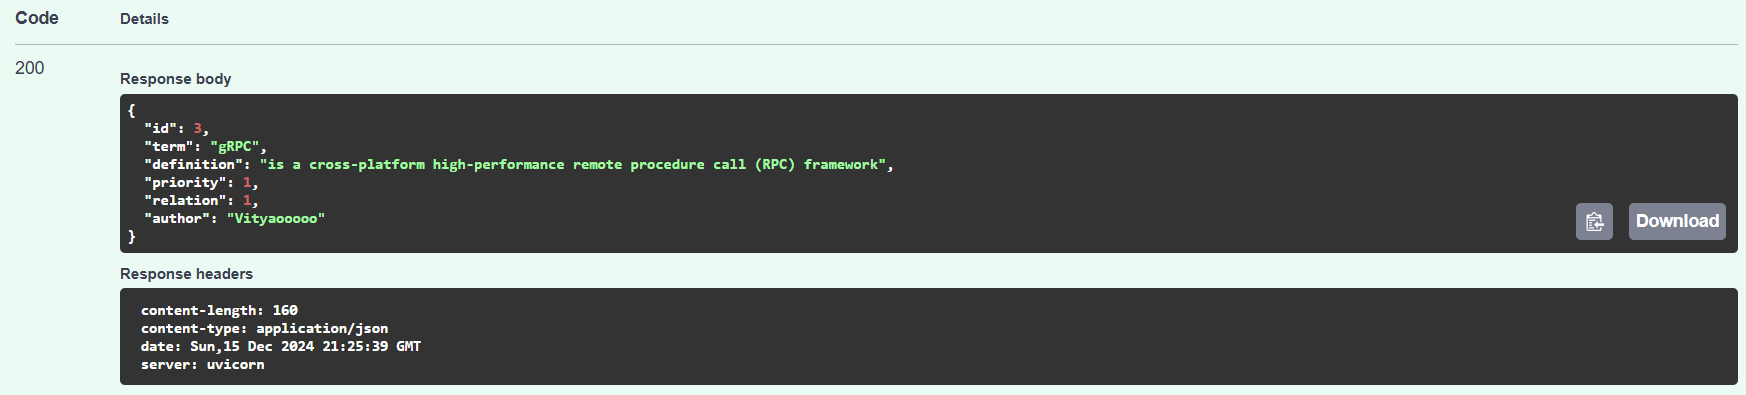 Code Details
200
Response body
{
  "id": 3,
  "term": "gRPC",
  "definition": "is a cross-platform high-performance remote procedure call (RPC) framework",
  "priority": 1,
  "relation": 1,
  "author": "Vityaooooo"
}
Download
Response headers
content-length: 160
content-type: application/json
date: Sun,15 Dec 2024 21:25:39 GMT
server: uvicorn